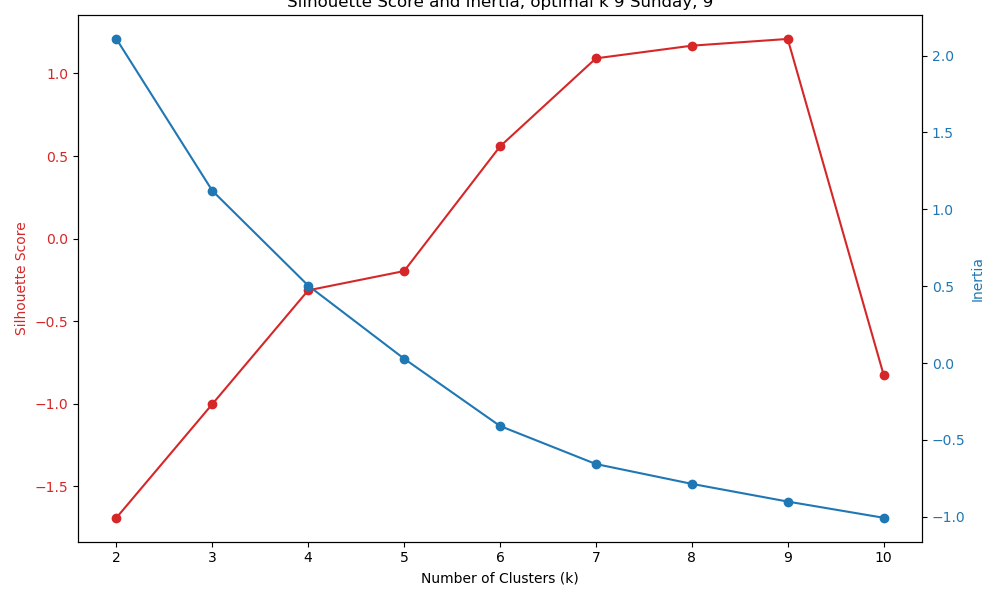 Silhouette Score and Inertia, optimal k 9 Sunday, 9
1.0
0.5
0.0
−0.5
−1.0
−1.5
Silhouette Score
2.0
1.5
1.0
0.5
0.0
−0.5
−1.0
Inertia
2 3 4 5 6 7 8 9 10
Number of Clusters (k)